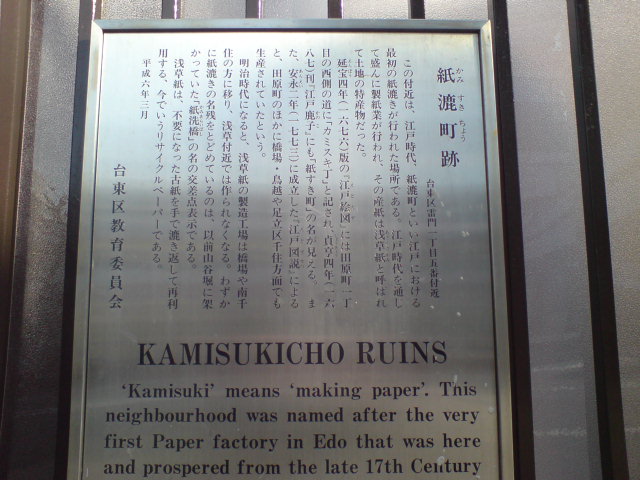 紙漉町跡
かみすきちょう
台東区雷門一丁目五番付近
この付近は、江戸時代、紙漉町といい江戸における
最初の紙漉きが行われた場所である。江戸時代を通し
て盛んに製紙業が行われ、その産紙は浅草紙と呼ばれ
て土地の特産物だった。
延宝四年（一六七六）版の『江戸絵図』には田原町一丁
目の西側の道に「カミスキ丁」と記され、貞享四年（一六
八七）刊『江戸鹿子』にも「紙すき町」の名が見える。ま
た、安永二年（一七七三）に成立した『江戸図説』による
と、田原町のほかに橋場・鳥越や足立区千住方面でも
生産されていたという。
明治時代になると、浅草紙の製造工場は橋場や南千
住の方に移り、浅草付近では作られなくなる。わずか
に紙漉きの名残をとどめているのは、以前山谷堀に架
かっていた「紙洗橋」の名の交差点表示である。
浅草紙は、不要になった古紙を手で漉き返して再利
用する、今でいうリサイクルペーパーである。
平成六年三月
台東区教育委員会
KAMISUKICHO RUINS
'Kamisuki' means 'making paper'. This
neighbourhood was named after the very
first Paper factory in Edo that was here
and prospered from the late 17th Century